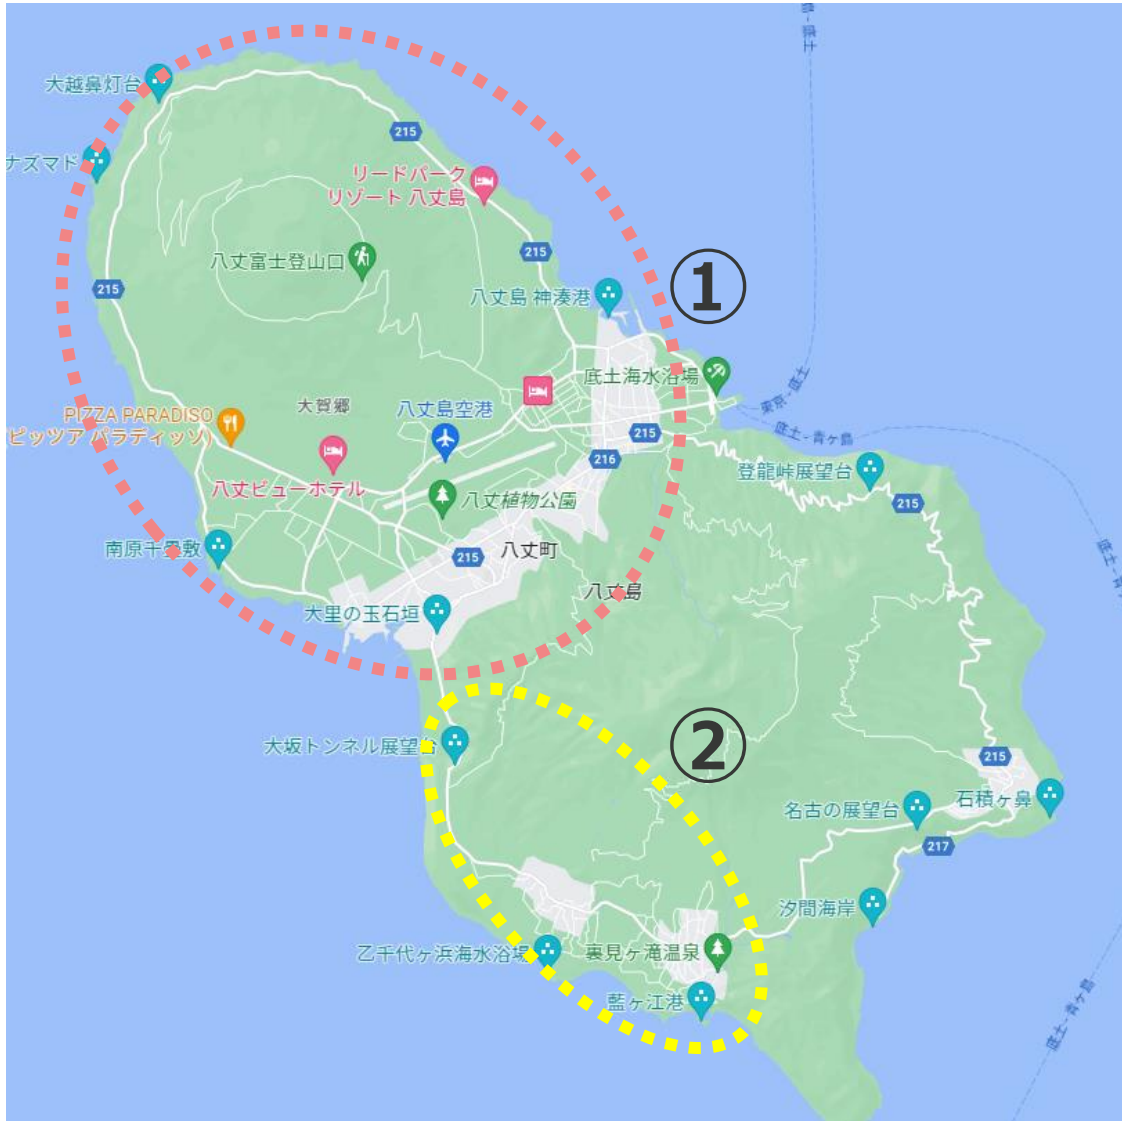 島-底土
大越鼻灯台
215
ナズマド
リードパーク
リゾート 八丈島
八丈富士登山口
215
①
215
八丈島 神湊港
底土海水浴場
東京-底土
PIZZA PARADISO
ピッツア パラディッゾ)
大賀郷
八丈島空港
215
底土-青ヶ島
216
登龍峠展望台
八丈ビューホテル
八丈植物公園
215
南原千畳敷
215
八丈町
底土-青ヶ
八丈島
大里の玉石垣
②
大坂トンネル展望台
215
名古の展望台
石積ヶ鼻
217
汐間海岸
乙千代ヶ浜海水浴場
裏見ヶ滝温泉
藍ヶ江港
底土-青ヶ島